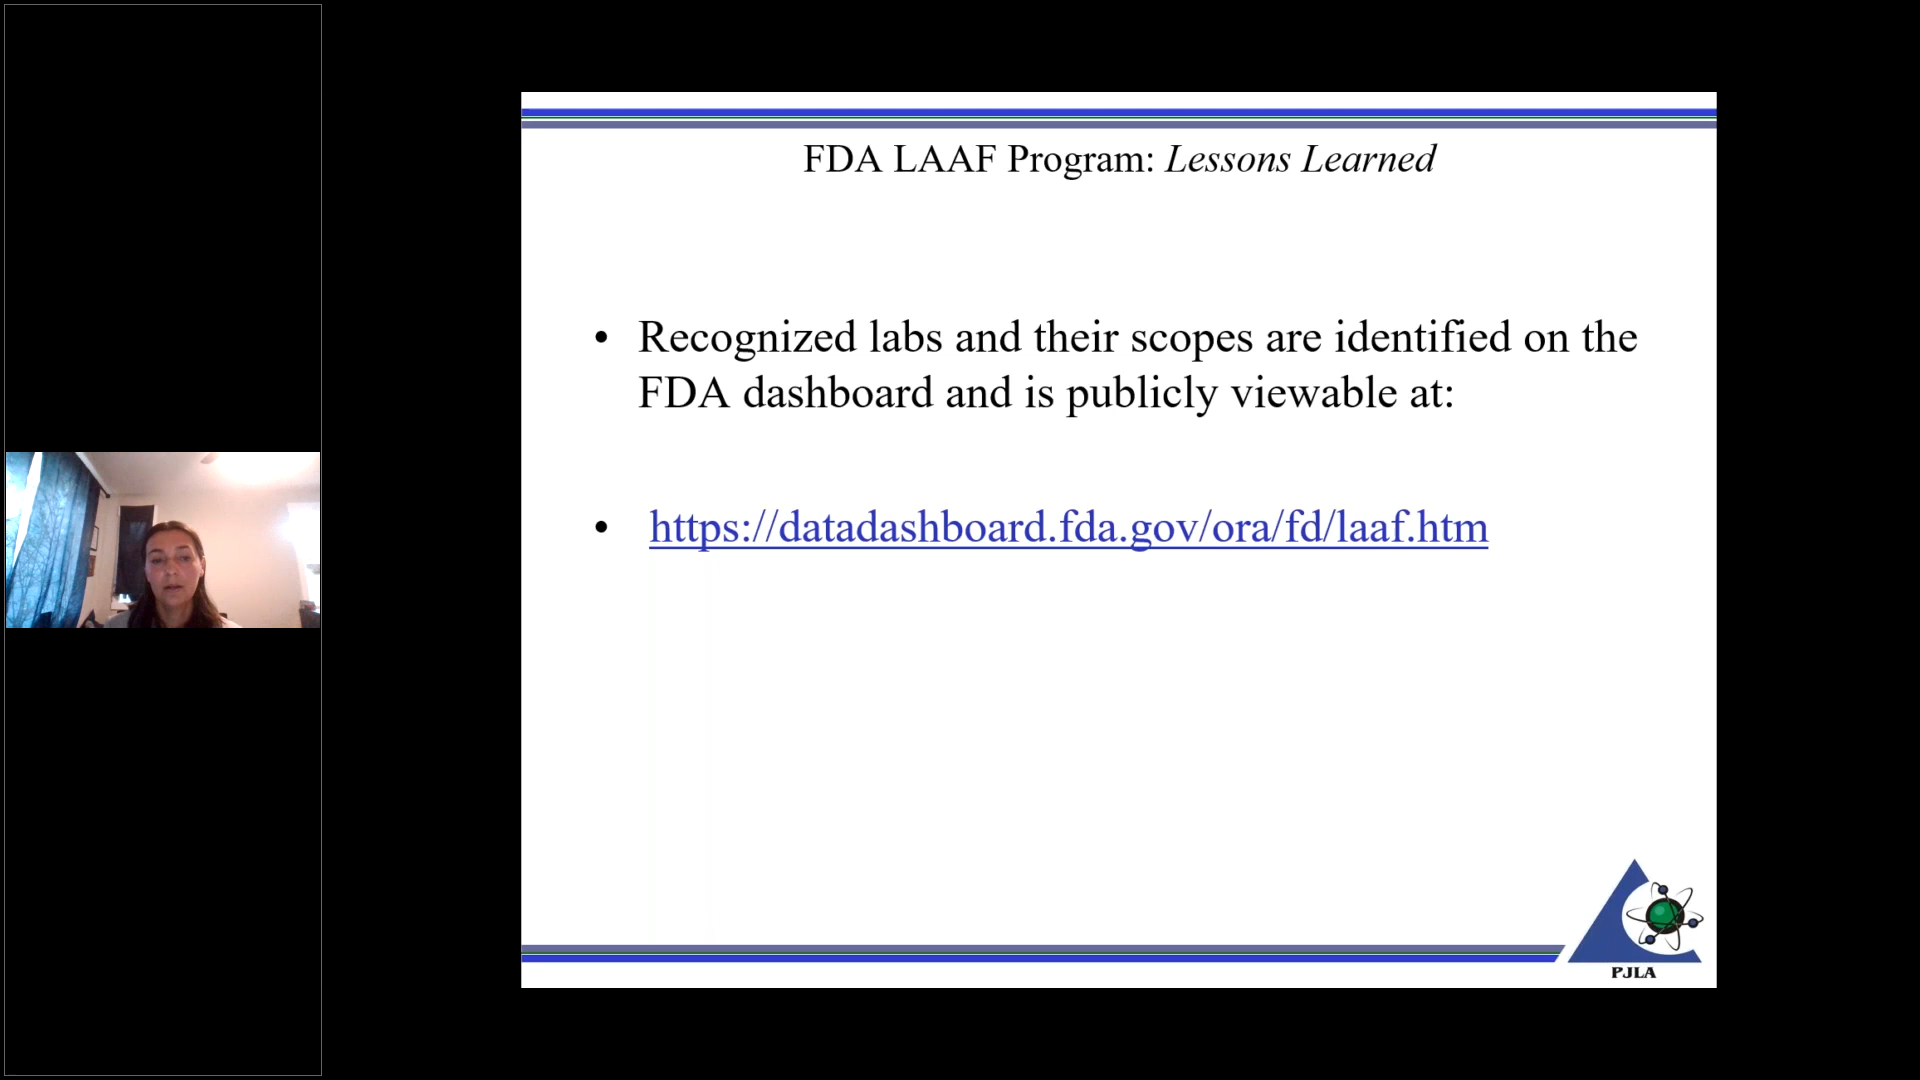 FDA LAAF Program: Lessons Learned
• Recognized labs and their scopes are identified on the
FDA dashboard and is publicly viewable at:
• https://datadashboard.fda.gov/ora/fd/laaf.htm
PJLA